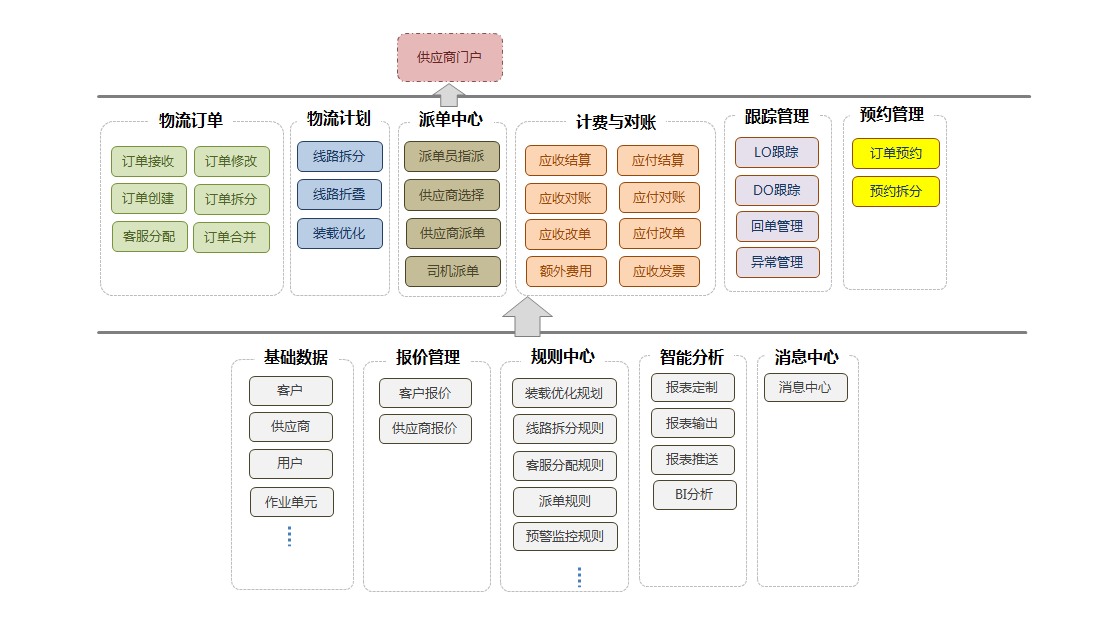 供应商门户
物流订单
订单接收
订单修改
订单创建
订单拆分
客服分配
订单合并
物流计划
线路拆分
线路折叠
装载优化
派单中心
派单员指派
供应商选择
供应商派单
司机派单
计费与对账
应收结算
应付结算
应收对账
应付对账
应收改单
应付改单
额外费用
应收发票
跟踪管理
LO跟踪
DO跟踪
回单管理
异常管理
预约管理
订单预约
预约拆分
基础数据
客户
供应商
用户
作业单元
报价管理
客户报价
供应商报价
规则中心
装载优化规划
线路拆分规则
客服分配规则
派单规则
预警监控规则
智能分析
报表定制
报表输出
报表推送
BI分析
消息中心
消息中心